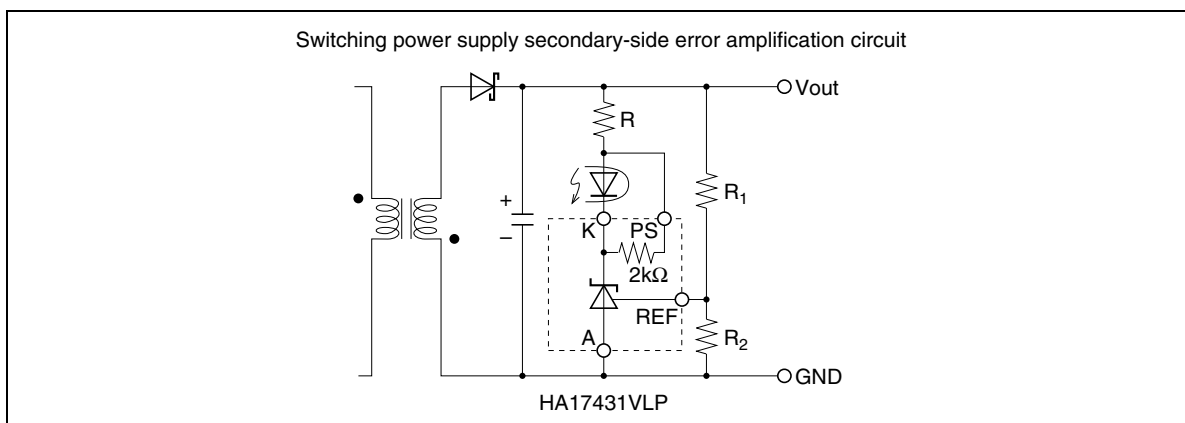 Switching power supply secondary-side error amplification circuit
Vout
R
R1
+
−
K
PS
2kΩ
REF
A
R2
GND
HA17431VLP